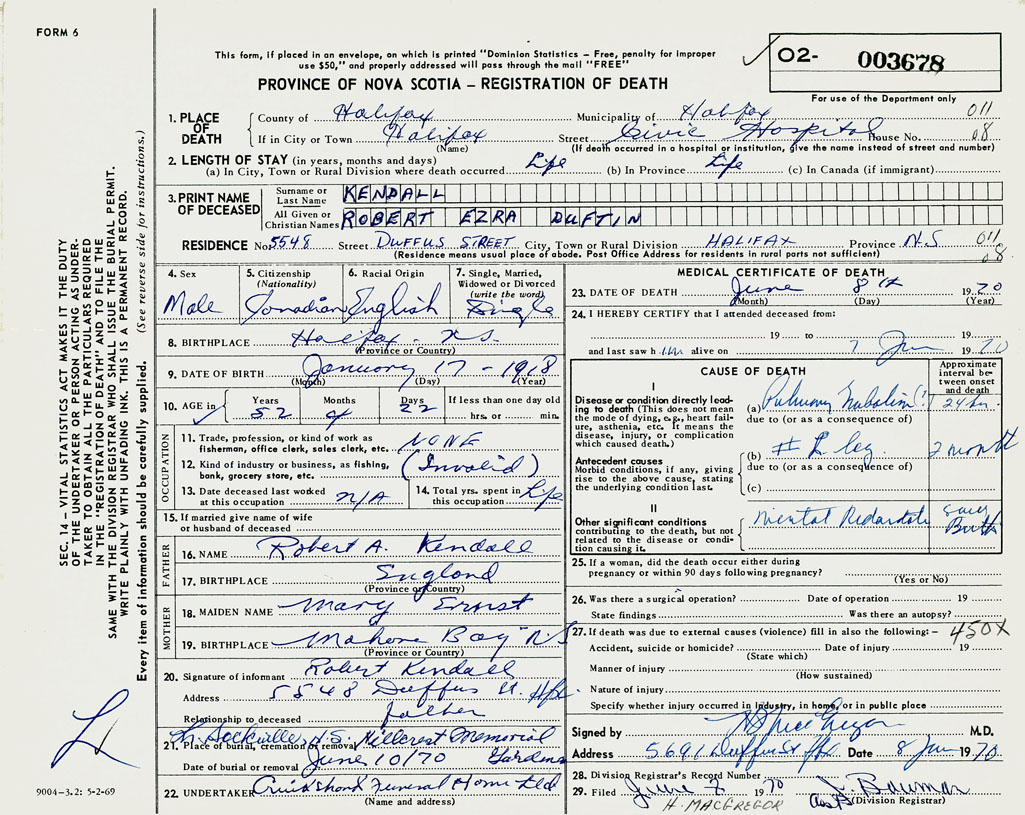 FORM 6
This form, if placed in an envelope, on which is printed "Dominion Statistics – Free, penalty for improper
use $50," and properly addressed will pass through the mail "FREE"
PROVINCE OF NOVA SCOTIA – REGISTRATION OF DEATH
O2- 003678
For use of the Department only
SEC. 14 – VITAL STATISTICS ACT MAKES IT THE DUTY
OF THE UNDERTAKER OR PERSON ACTING AS UNDER-
TAKER TO OBTAIN ALL THE PARTICULARS REQUIRED
IN THE "REGISTRATION OF DEATH" AND TO FILE THE
SAME WITH THE DIVISION REGISTRAR WHO SHALL ISSUE THE BURIAL PERMIT.
WRITE PLAINLY WITH UNFADING INK. THIS IS A PERMANENT RECORD.
Every item of information should be carefully supplied. (See reverse side for instructions.)
1. PLACE OF DEATH County of Halifax Municipality of Halifax 011
If in City or Town Halifax Street Civic Hospital House No. 08
(Name) (If death occurred in a hospital or institution, give the name instead of street and number)
2. LENGTH OF STAY (in years, months and days)
(a) In City, Town or Rural Division where death occurred Life (b) In Province Life (c) In Canada (if immigrant)
3. PRINT NAME OF DECEASED Surname or Last Name KENDALL
All Given or Christian Names ROBERT EZRA DUFTIN
RESIDENCE No. 5548 Street DUFFUS STREET City, Town or Rural Division HALIFAX Province N.S 011
(Residence means usual place of abode. Post Office Address for residents in rural parts not sufficient) 08
4. Sex Male
5. Citizenship (Nationality) Canadian
6. Racial Origin English
7. Single, Married, Widowed or Divorced (write the word) Single
8. BIRTHPLACE Halifax N.S.
(Province or Country)
9. DATE OF BIRTH January 17 - 1918
(Month) (Day) (Year)
10. AGE in Years 52 Months 4 Days 22 If less than one day old
hrs. or min.
OCCUPATION
11. Trade, profession, or kind of work as fisherman, office clerk, sales clerk, etc. NONE
12. Kind of industry or business, as fishing, bank, grocery store, etc. (Invalid)
13. Date deceased last worked at this occupation N/A
14. Total yrs. spent in this occupation Life
15. If married give name of wife or husband of deceased
FATHER
16. NAME Robert A. Kendall
17. BIRTHPLACE England
(Province or Country)
MOTHER
18. MAIDEN NAME Mary Ernst
19. BIRTHPLACE Mahone Bay N S
(Province or Country)
20. Signature of informant Robert Kendall
Address 5548 Duffus St. Hfx.
Relationship to deceased father
21. Place of burial, cremation or removal Sackville N.S. Hillcrest Memorial
Date of burial or removal June 10/70 Gardens
22. UNDERTAKER Cruikshank Funeral Home Ltd
(Name and address)
9004-3.2: 5-2-69
MEDICAL CERTIFICATE OF DEATH
23. DATE OF DEATH June 8th 1970
(Month) (Day) (Year)
24. I HEREBY CERTIFY that I attended deceased from:
19 to 19
and last saw him alive on 7 Jun 1970
CAUSE OF DEATH
Approximate interval between onset and death
I
Disease or condition directly leading to death (This does not mean the mode of dying, e.g., heart failure, asthenia, etc. It means the disease, injury, or complication which caused death.)
(a) Pulmonary 24 hr
due to (or as a consequence of)
Antecedent causes
Morbid conditions, if any, giving rise to the above cause, stating the underlying condition last.
(b) # L leg 2 month
due to (or as a consequence of)
(c)
II
Other significant conditions contributing to the death, but not related to the disease or condition causing it.
Mental Birth
25. If a woman, did the death occur either during pregnancy or within 90 days following pregnancy?
(Yes or No)
26. Was there a surgical operation? Date of operation 19
State findings Was there an autopsy?
27. If death was due to external causes (violence) fill in also the following:– 450X
Accident, suicide or homicide? Date of injury 19
(State which)
Manner of injury
(How sustained)
Nature of injury
Specify whether injury occurred in Industry, in home, or in public place
Signed by M.D.
Address 5691 Duffus St Hfx. Date 8 Jun 1970
28. Division Registrar's Record Number
29. Filed June 1970 J. Bowman
(Division Registrar)
H. MACGREGOR